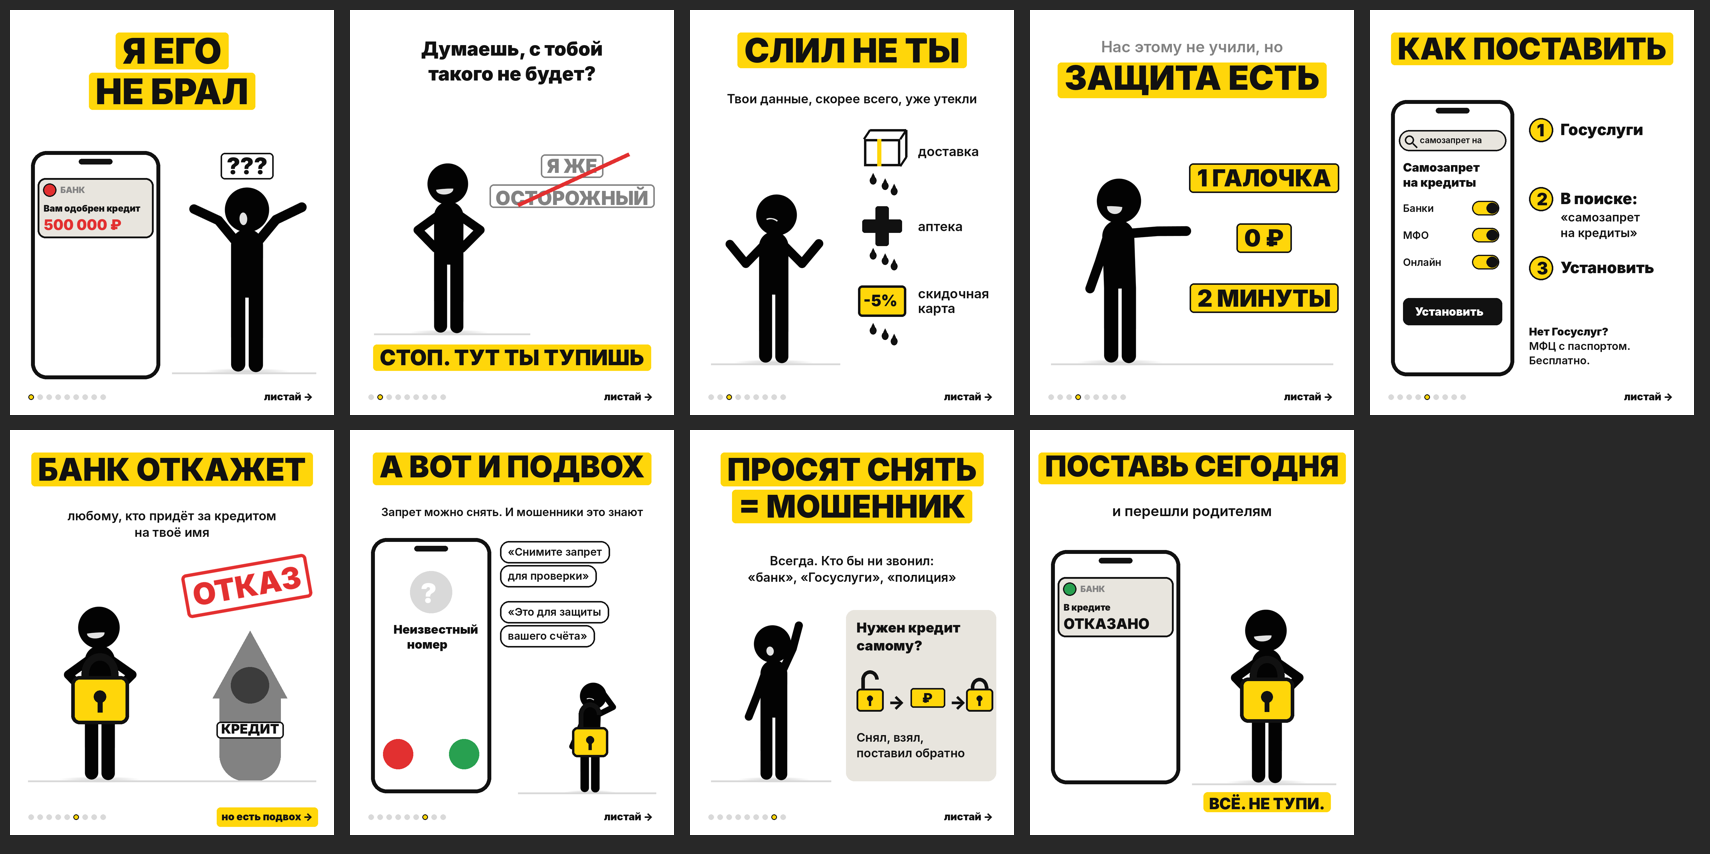 Я ЕГО
НЕ БРАЛ
БАНК
Вам одобрен кредит
500 000 ₽
???
листай →
Думаешь, с тобой
такого не будет?
Я ЖЕ
ОСТОРОЖНЫЙ
СТОП. ТУТ ТЫ ТУПИШЬ
листай →
СЛИЛ НЕ ТЫ
Твои данные, скорее всего, уже утекли
доставка
аптека
-5%
скидочная
карта
листай →
Нас этому не учили, но
ЗАЩИТА ЕСТЬ
1 ГАЛОЧКА
0 ₽
2 МИНУТЫ
листай →
КАК ПОСТАВИТЬ
самозапрет на
Самозапрет
на кредиты
Банки
МФО
Онлайн
Установить
1 Госуслуги
2 В поиске:
«самозапрет
на кредиты»
3 Установить
Нет Госуслуг?
МФЦ с паспортом.
Бесплатно.
листай →
БАНК ОТКАЖЕТ
любому, кто придёт за кредитом
на твоё имя
ОТКАЗ
КРЕДИТ
но есть подвох →
А ВОТ И ПОДВОХ
Запрет можно снять. И мошенники это знают
?
Неизвестный
номер
«Снимите запрет
для проверки»
«Это для защиты
вашего счёта»
листай →
ПРОСЯТ СНЯТЬ
= МОШЕННИК
Всегда. Кто бы ни звонил:
«банк», «Госуслуги», «полиция»
Нужен кредит
самому?
→ ₽ →
Снял, взял,
поставил обратно
листай →
ПОСТАВЬ СЕГОДНЯ
и перешли родителям
БАНК
В кредите
ОТКАЗАНО
ВСЁ. НЕ ТУПИ.